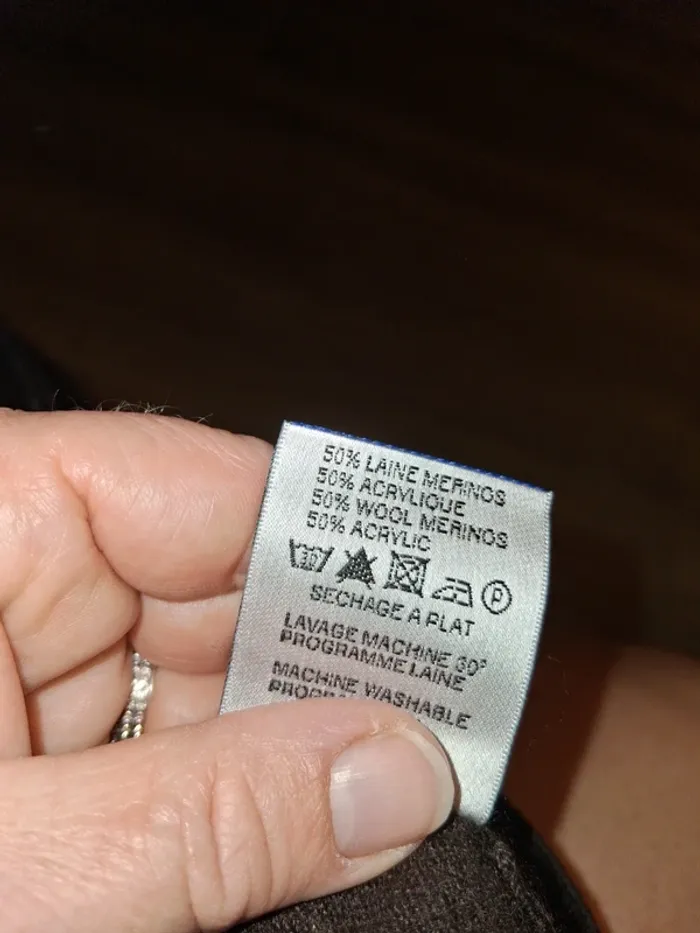 50% LAINE MERINOS
50% ACRYLIQUE
50% WOOL MERINOS
50% ACRYLIC
30 P
SECHAGE A PLAT
LAVAGE MACHINE 30°
PROGRAMME LAINE
MACHINE WASHABLE